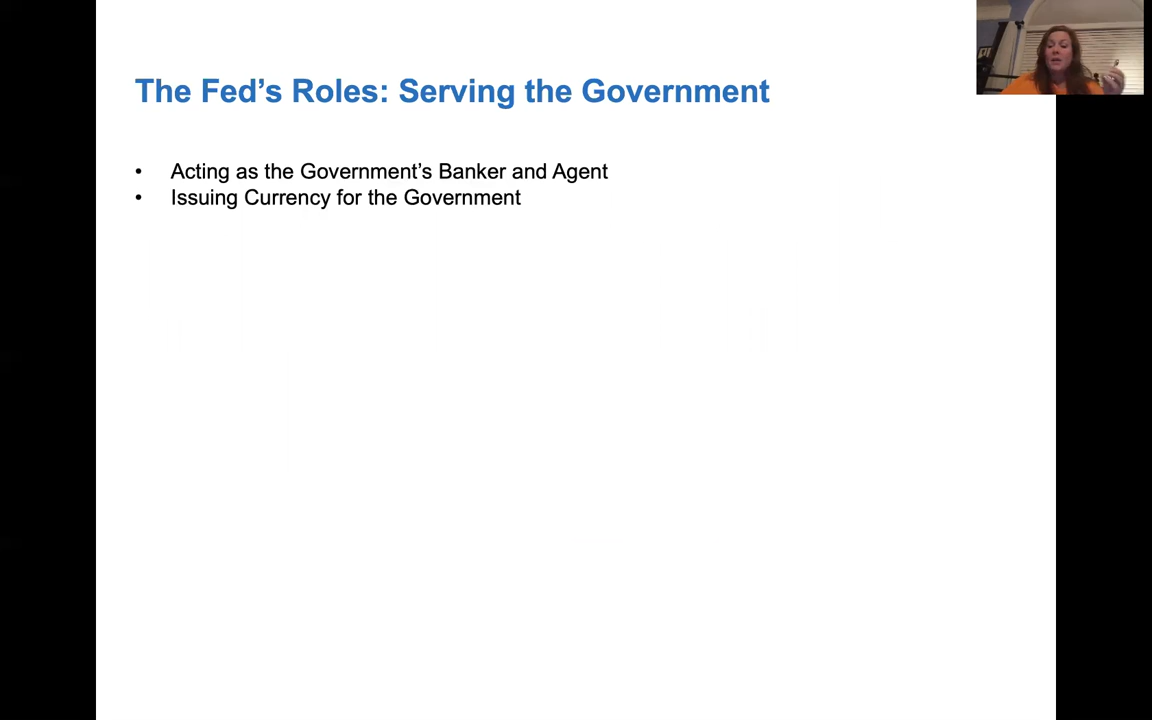 The Fed’s Roles: Serving the Government
• Acting as the Government’s Banker and Agent
• Issuing Currency for the Government